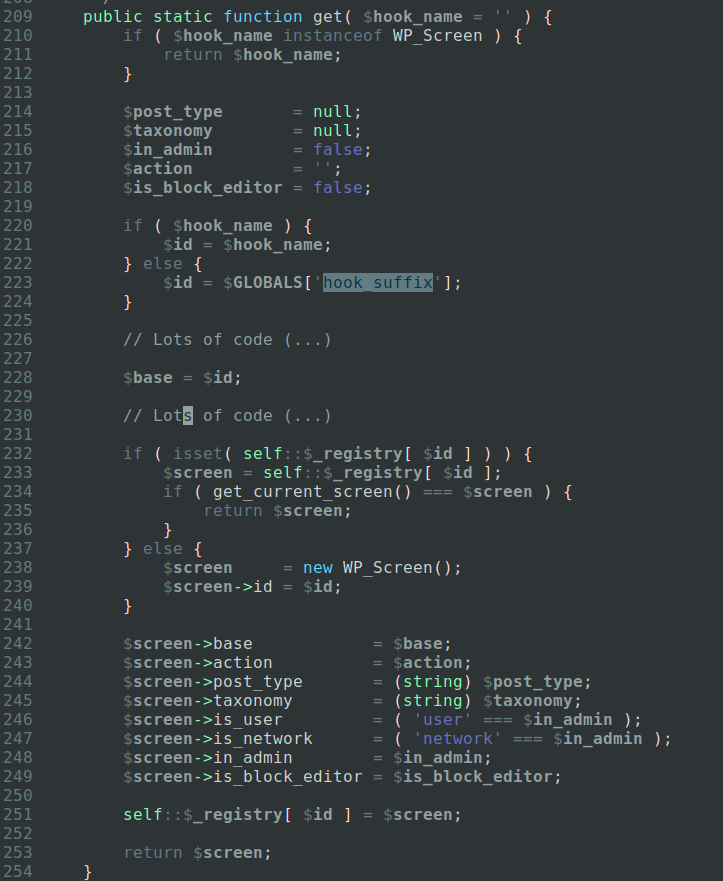 209     public static function get( $hook_name = '' ) {
210         if ( $hook_name instanceof WP_Screen ) {
211             return $hook_name;
212         }
213
214         $post_type       = null;
215         $taxonomy        = null;
216         $in_admin        = false;
217         $action          = '';
218         $is_block_editor = false;
219
220         if ( $hook_name ) {
221             $id = $hook_name;
222         } else {
223             $id = $GLOBALS['hook_suffix'];
224         }
225
226         // Lots of code (...)
227
228         $base = $id;
229
230         // Lots of code (...)
231
232         if ( isset( self::$_registry[ $id ] ) ) {
233             $screen = self::$_registry[ $id ];
234             if ( get_current_screen() === $screen ) {
235                 return $screen;
236             }
237         } else {
238             $screen     = new WP_Screen();
239             $screen->id = $id;
240         }
241
242         $screen->base            = $base;
243         $screen->action          = $action;
244         $screen->post_type       = (string) $post_type;
245         $screen->taxonomy        = (string) $taxonomy;
246         $screen->is_user         = ( 'user' === $in_admin );
247         $screen->is_network      = ( 'network' === $in_admin );
248         $screen->in_admin        = $in_admin;
249         $screen->is_block_editor = $is_block_editor;
250
251         self::$_registry[ $id ] = $screen;
252
253         return $screen;
254     }